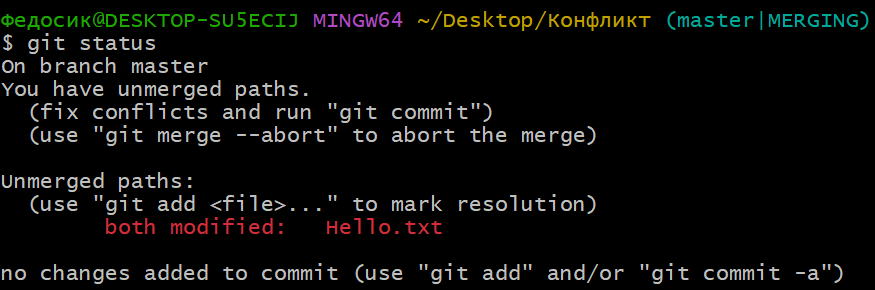 Федосик@DESKTOP-SU5ECIJ MINGW64 ~/Desktop/Конфликт (master|MERGING)
$ git status
On branch master
You have unmerged paths.
  (fix conflicts and run "git commit")
  (use "git merge --abort" to abort the merge)

Unmerged paths:
  (use "git add <file>..." to mark resolution)
        both modified:   Hello.txt

no changes added to commit (use "git add" and/or "git commit -a")